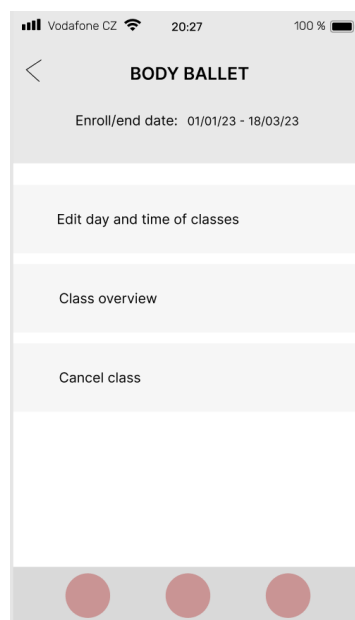 Vodafone CZ 20:27 100 %
BODY BALLET
Enroll/end date: 01/01/23 - 18/03/23
Edit day and time of classes
Class overview
Cancel class